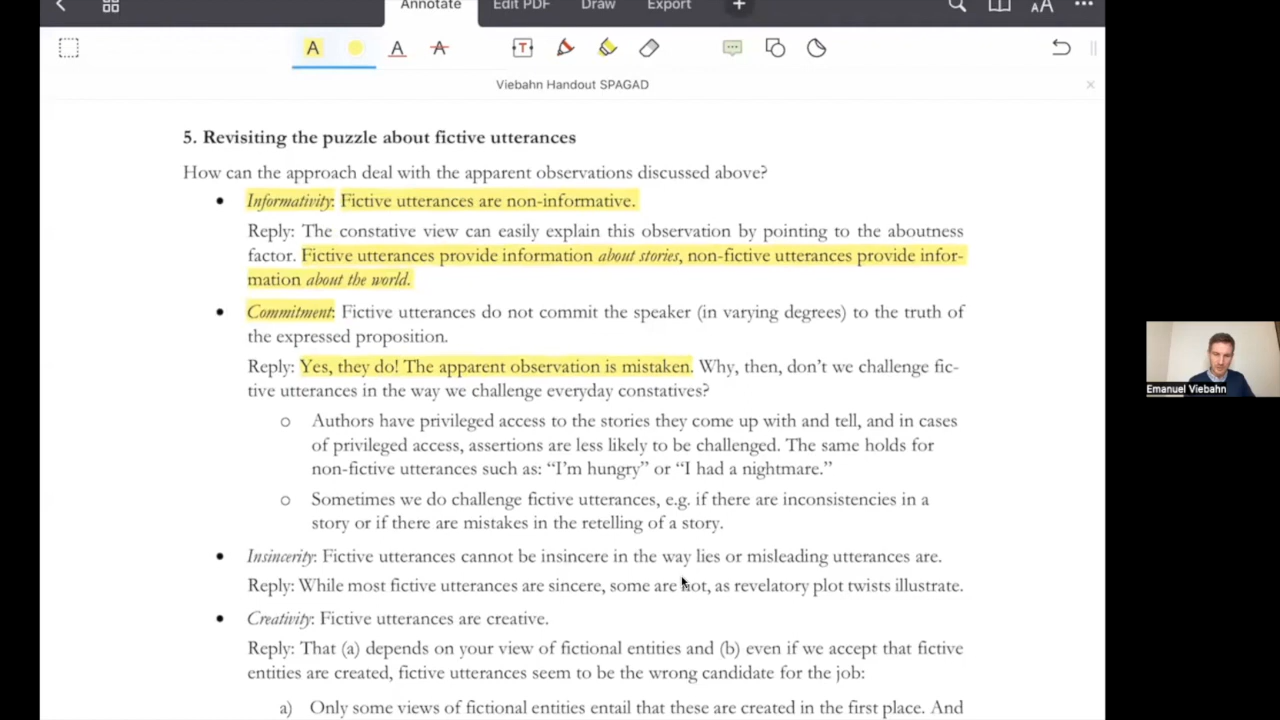 Annotate Edit PDF Draw Export + AA
A A A T
Viebahn Handout SPAGAD
5. Revisiting the puzzle about fictive utterances
How can the approach deal with the apparent observations discussed above?
• Informativity: Fictive utterances are non-informative.
Reply: The constative view can easily explain this observation by pointing to the aboutness
factor. Fictive utterances provide information about stories, non-fictive utterances provide infor-
mation about the world.
• Commitment: Fictive utterances do not commit the speaker (in varying degrees) to the truth of
the expressed proposition.
Reply: Yes, they do! The apparent observation is mistaken. Why, then, don't we challenge fic-
tive utterances in the way we challenge everyday constatives?
o Authors have privileged access to the stories they come up with and tell, and in cases
of privileged access, assertions are less likely to be challenged. The same holds for
non-fictive utterances such as: “I'm hungry” or “I had a nightmare.”
o Sometimes we do challenge fictive utterances, e.g. if there are inconsistencies in a
story or if there are mistakes in the retelling of a story.
• Insincerity: Fictive utterances cannot be insincere in the way lies or misleading utterances are.
Reply: While most fictive utterances are sincere, some are not, as revelatory plot twists illustrate.
• Creativity: Fictive utterances are creative.
Reply: That (a) depends on your view of fictional entities and (b) even if we accept that fictive
entities are created, fictive utterances seem to be the wrong candidate for the job:
a) Only some views of fictional entities entail that these are created in the first place. And
Emanuel Viebahn